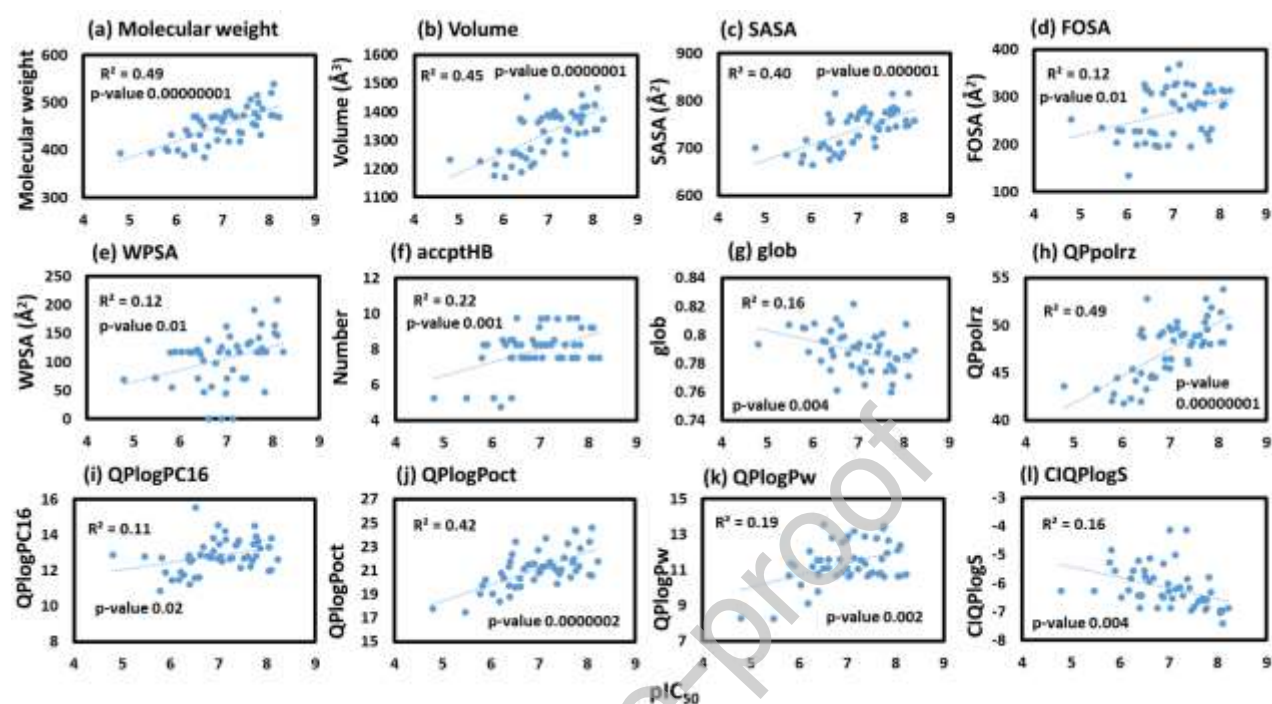 (a) Molecular weight
Molecular weight
600
500
400
300
R² = 0.49
p-value 0.00000001
4 5 6 7 8 9
(b) Volume
Volume (Å³)
1600
1500
1400
1300
1200
1100
R² = 0.45
p-value 0.0000001
4 5 6 7 8 9
(c) SASA
SASA (Å²)
900
800
700
600
R² = 0.40
p-value 0.000001
4 5 6 7 8 9
(d) FOSA
FOSA (Å²)
400
300
200
100
R² = 0.12
p-value 0.01
4 5 6 7 8 9
(e) WPSA
WPSA (Å²)
250
200
150
100
50
0
R² = 0.12
p-value 0.01
4 5 6 7 8 9
(f) accptHB
Number
12
10
8
6
4
R² = 0.22
p-value 0.001
4 5 6 7 8 9
(g) glob
glob
0.84
0.82
0.8
0.78
0.76
0.74
R² = 0.16
p-value 0.004
4 5 6 7 8 9
(h) QPpolrz
QPpolrz
55
50
45
40
R² = 0.49
p-value
0.00000001
4 5 6 7 8 9
(i) QPlogPC16
QPlogPC16
16
14
12
10
8
R² = 0.11
p-value 0.02
4 5 6 7 8 9
(j) QPlogPoct
QPlogPoct
27
25
23
21
19
17
15
R² = 0.42
p-value 0.0000002
4 5 6 7 8 9
(k) QPlogPw
QPlogPw
15
13
11
9
7
R² = 0.19
p-value 0.002
4 5 6 7 8 9
(l) CIQPlogS
CIQPlogS
-3
-4
-5
-6
-7
-8
R² = 0.16
p-value 0.004
4 5 6 7 8 9
pIC₅₀
-proof